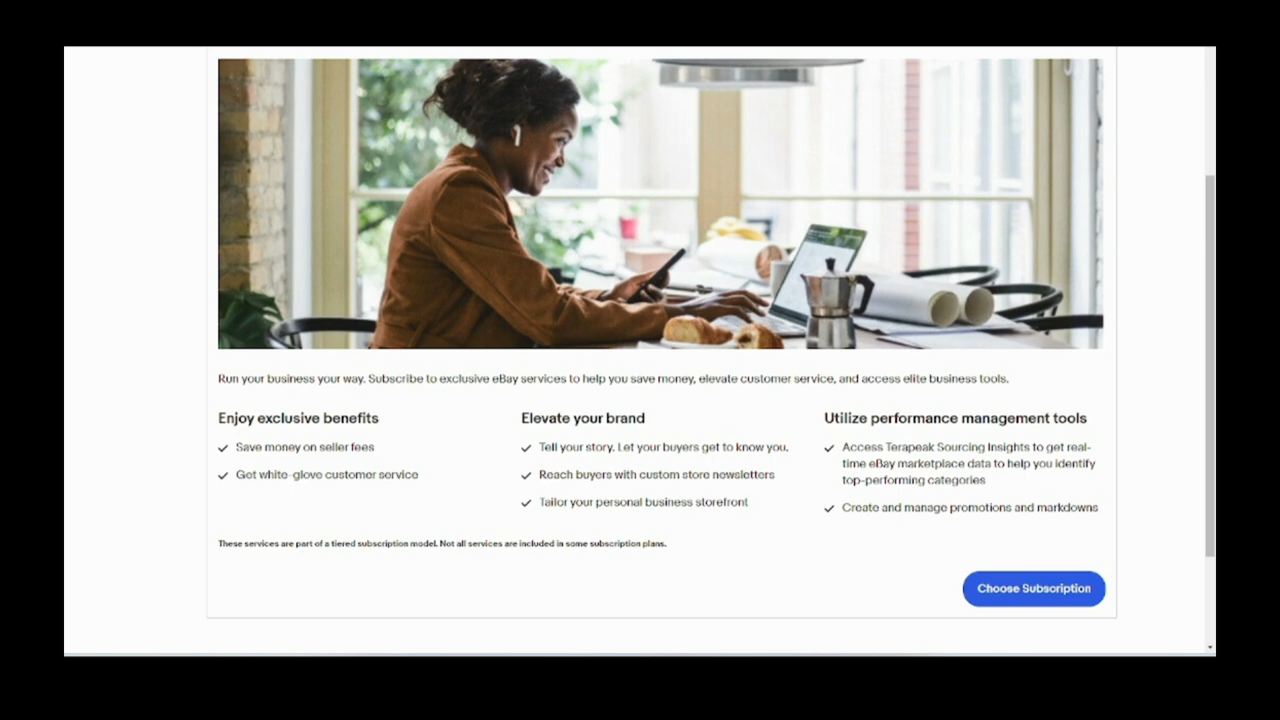 Run your business your way. Subscribe to exclusive eBay services to help you save money, elevate customer service, and access elite business tools.
Enjoy exclusive benefits
Save money on seller fees
Get white-glove customer service
Elevate your brand
Tell your story. Let your buyers get to know you.
Reach buyers with custom store newsletters
Tailor your personal business storefront
Utilize performance management tools
Access Terapeak Sourcing Insights to get real-
time eBay marketplace data to help you identify
top-performing categories
Create and manage promotions and markdowns
These services are part of a tiered subscription model. Not all services are included in some subscription plans.
Choose Subscription